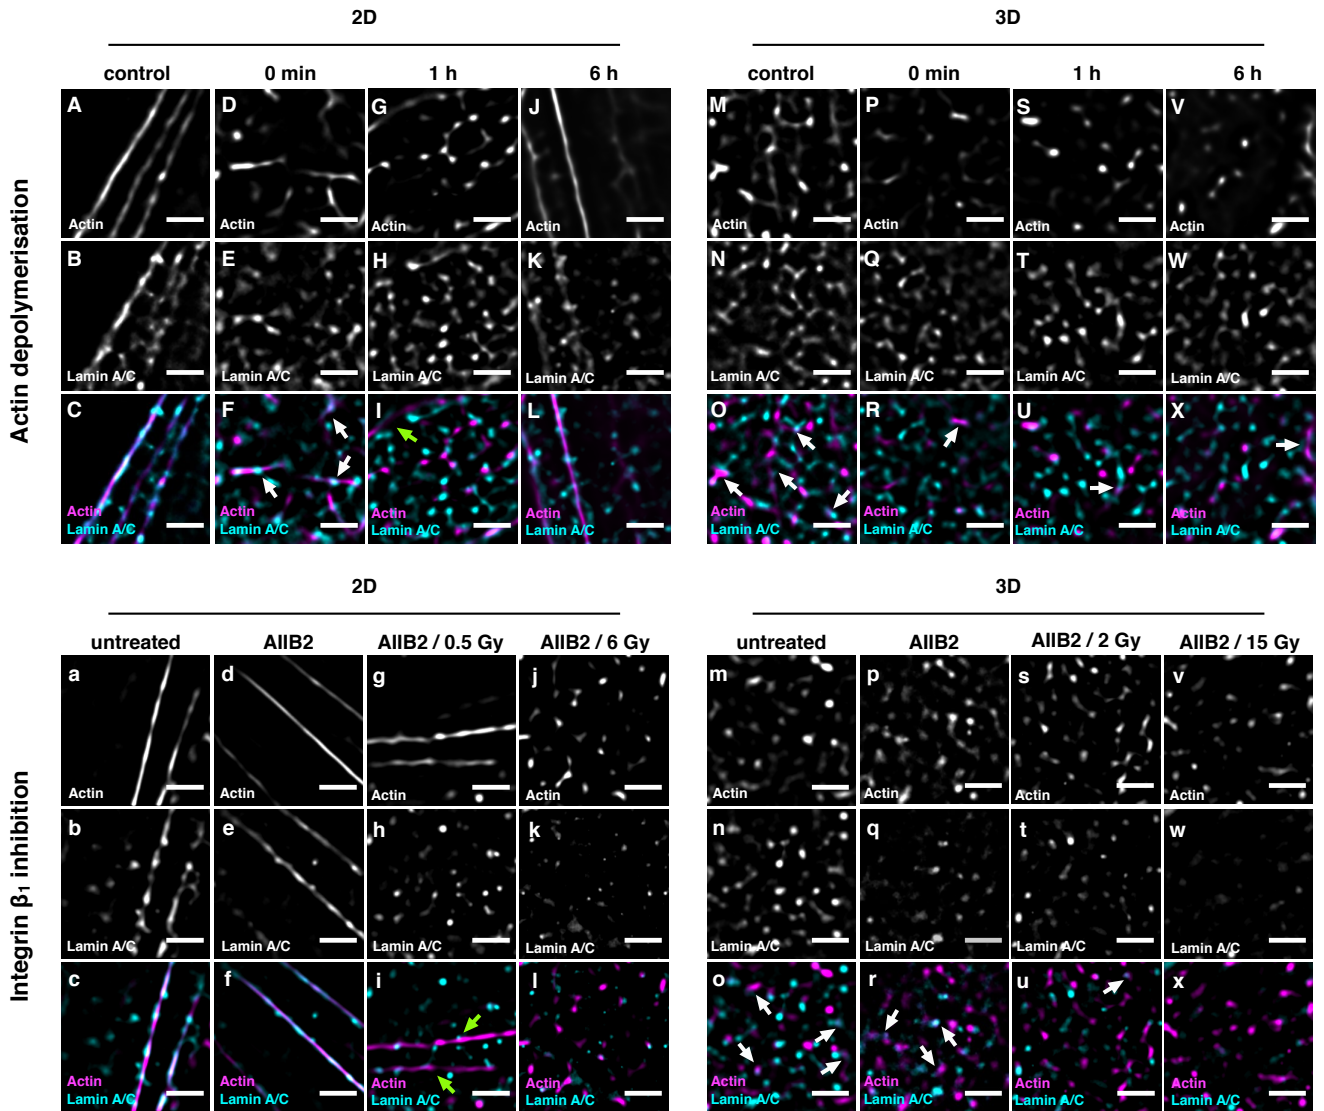 2D
3D
control
0 min
1 h
6 h
control
0 min
1 h
6 h
Actin depolymerisation
A
D
G
J
M
P
S
V
Actin
Actin
Actin
Actin
Actin
Actin
Actin
Actin
B
E
H
K
N
Q
T
W
Lamin A/C
Lamin A/C
Lamin A/C
Lamin A/C
Lamin A/C
Lamin A/C
Lamin A/C
Lamin A/C
C
F
I
L
O
R
U
X
Actin
Actin
Actin
Actin
Actin
Actin
Actin
Actin
Lamin A/C
Lamin A/C
Lamin A/C
Lamin A/C
Lamin A/C
Lamin A/C
Lamin A/C
Lamin A/C
2D
3D
untreated
AIIB2
AIIB2 / 0.5 Gy
AIIB2 / 6 Gy
untreated
AIIB2
AIIB2 / 2 Gy
AIIB2 / 15 Gy
Integrin β₁ inhibition
a
d
g
j
m
p
s
v
Actin
Actin
Actin
Actin
Actin
Actin
Actin
Actin
b
e
h
k
n
q
t
w
Lamin A/C
Lamin A/C
Lamin A/C
Lamin A/C
Lamin A/C
Lamin A/C
Lamin A/C
Lamin A/C
c
f
i
l
o
r
u
x
Actin
Actin
Actin
Actin
Actin
Actin
Actin
Actin
Lamin A/C
Lamin A/C
Lamin A/C
Lamin A/C
Lamin A/C
Lamin A/C
Lamin A/C
Lamin A/C